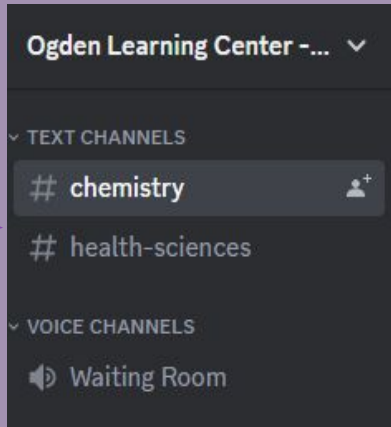 Ogden Learning Center -...
TEXT CHANNELS
# chemistry
# health-sciences
VOICE CHANNELS
Waiting Room